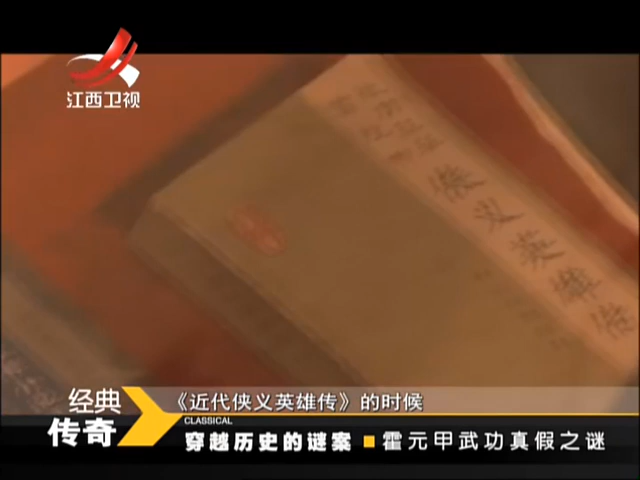 江西卫视
侠义英雄传
经典
传奇
《近代侠义英雄传》的时候
CLASSICAL
穿越历史的谜案 ■ 霍元甲武功真假之谜